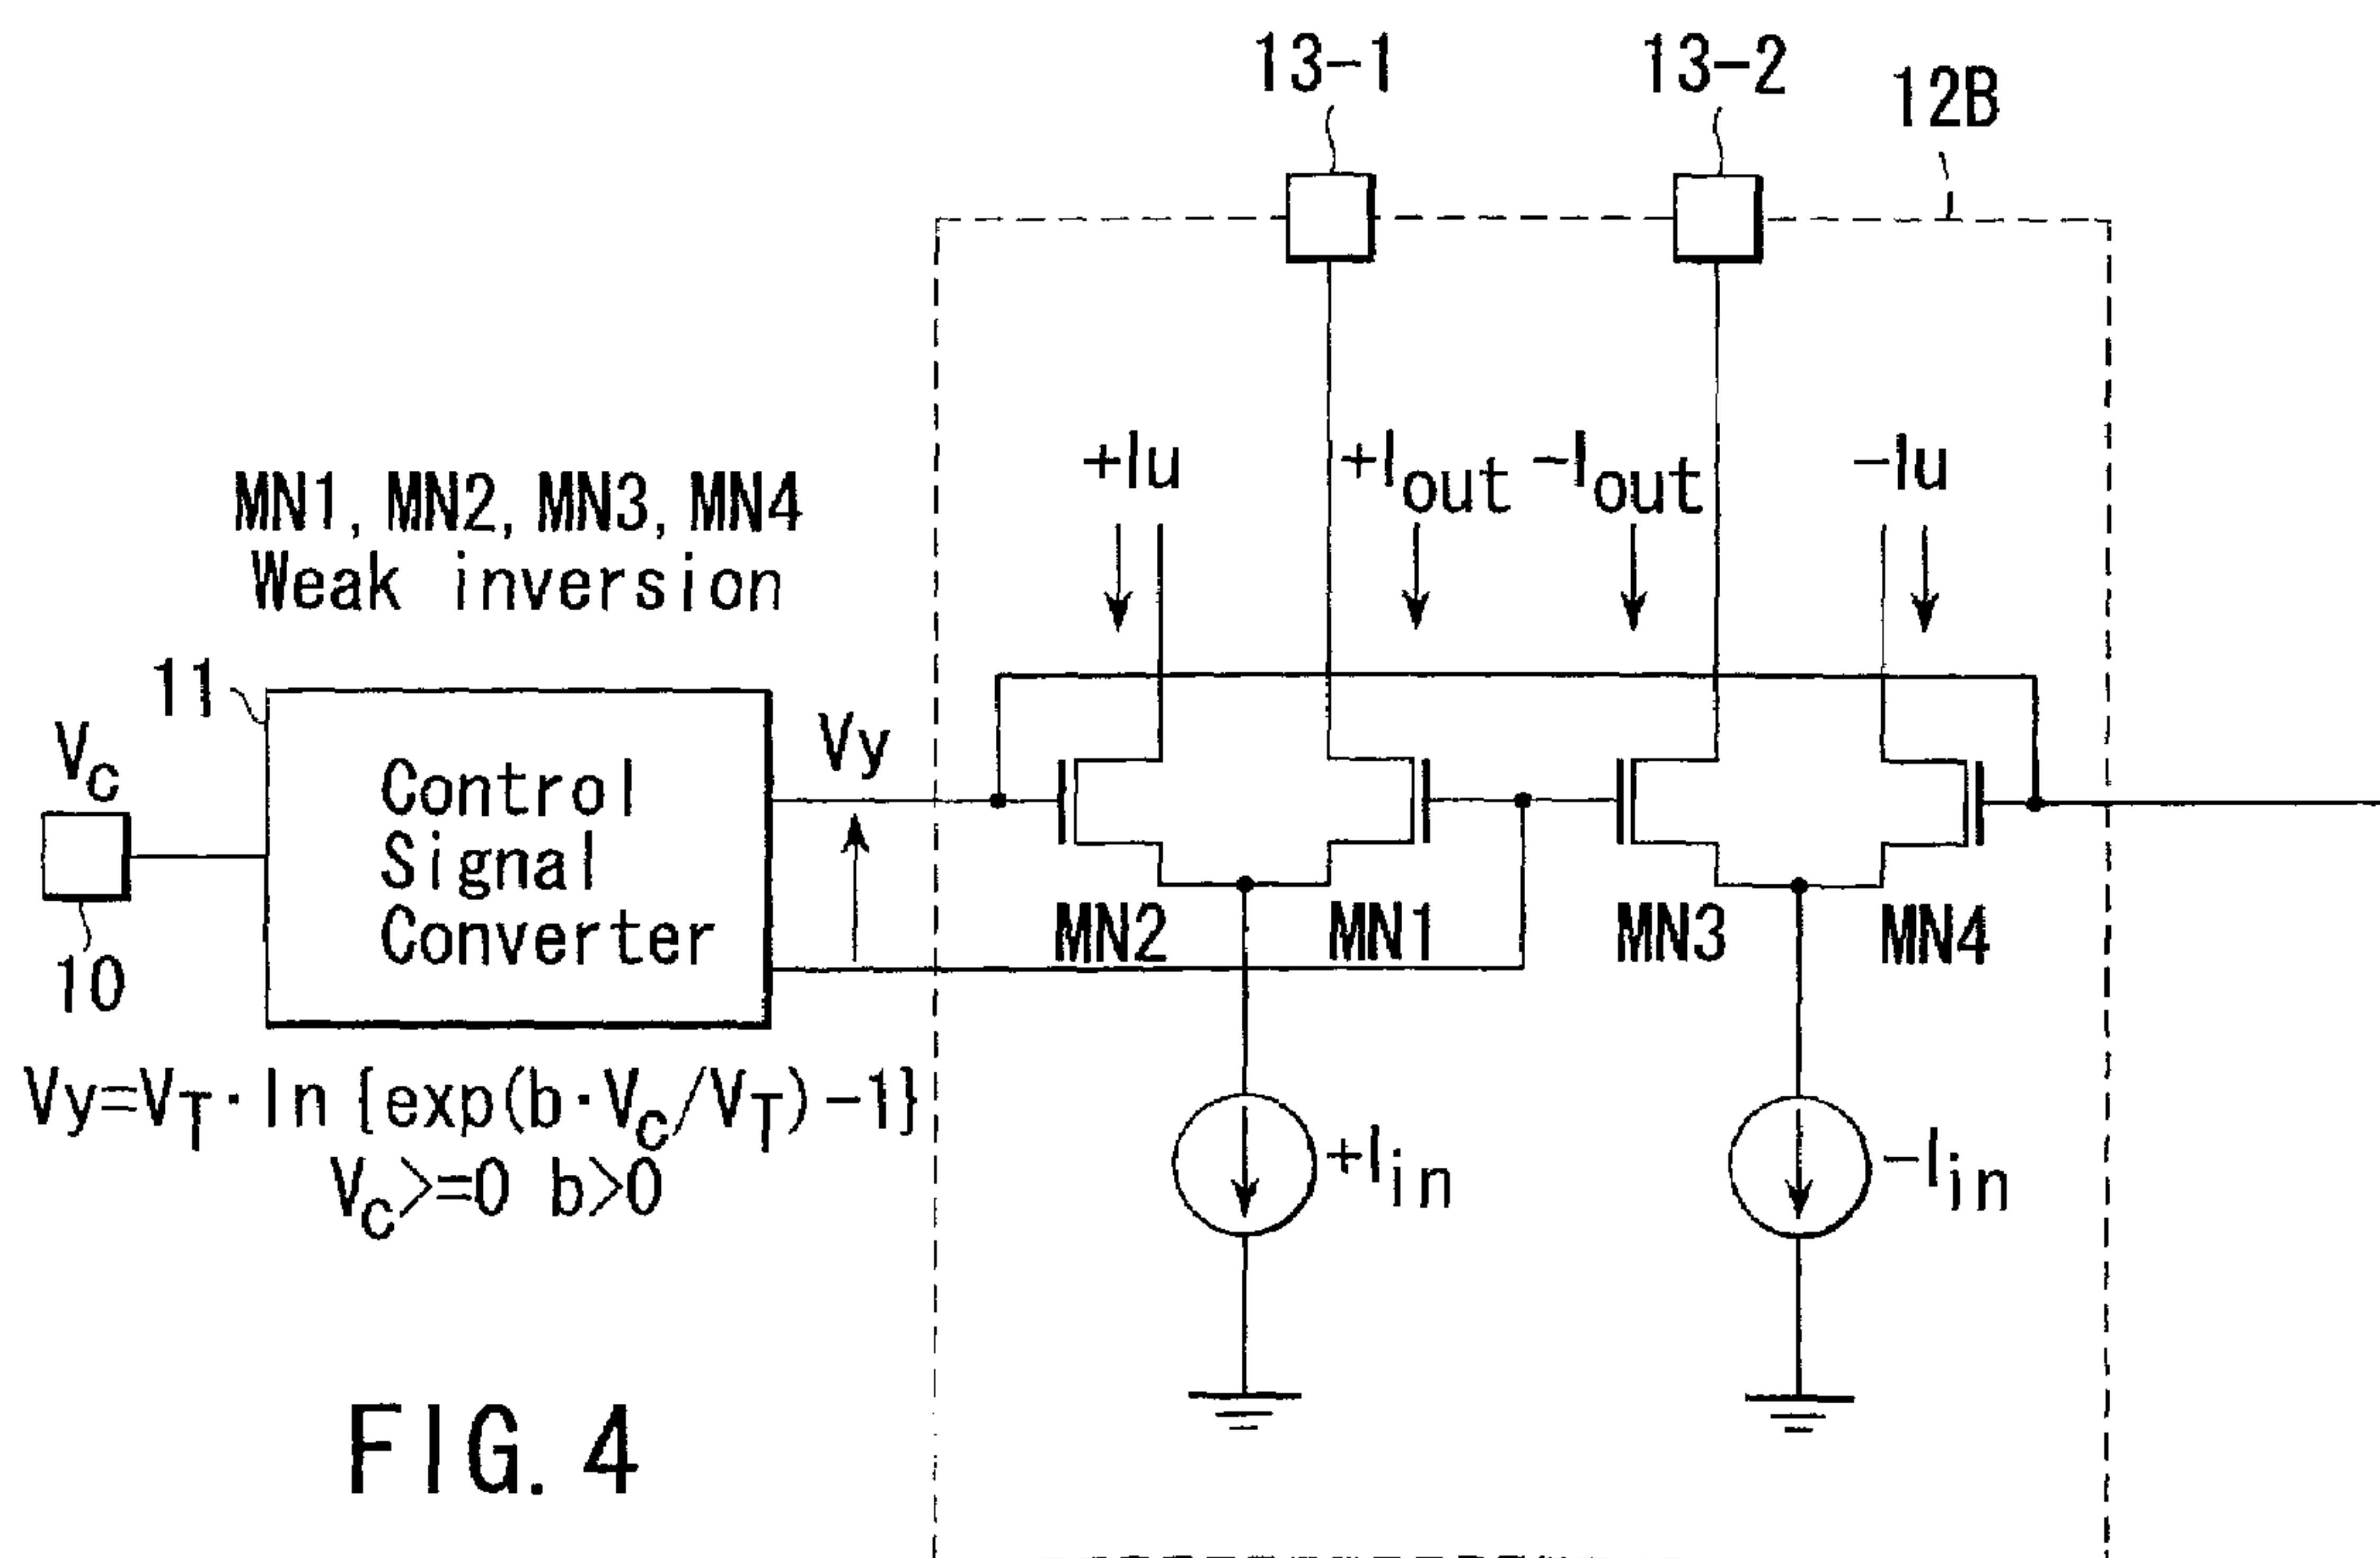 13-1
13-2
12B
+Iu
+Iout
-Iout
-Iu
MN1, MN2, MN3, MN4
Weak inversion
11
Vc
Vy
Control
Signal
Converter
10
MN2
MN1
MN3
MN4
Vy=VT·ln {exp(b·Vc/VT)-1}
Vc>=0 b>0
+Iin
-Iin
FIG. 4